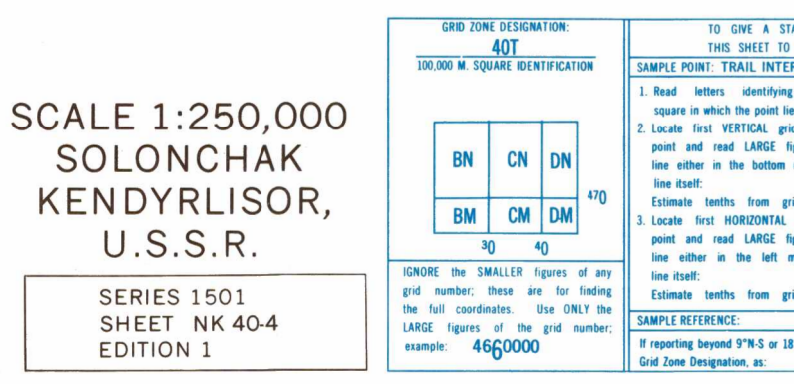 SCALE 1:250,000
SOLONCHAK
KENDYRLISOR,
U.S.S.R.
SERIES 1501
SHEET NK 40-4
EDITION 1
GRID ZONE DESIGNATION:
40T
100,000 M. SQUARE IDENTIFICATION
BN CN DN
470
BM CM DM
30 40
IGNORE the SMALLER figures of any
grid number; these are for finding
the full coordinates. Use ONLY the
LARGE figures of the grid number;
example: 4660000
TO GIVE A STA
THIS SHEET TO
SAMPLE POINT: TRAIL INTER
1. Read letters identifying
square in which the point lie
2. Locate first VERTICAL grid
point and read LARGE fi
line either in the bottom
line itself:
Estimate tenths from gri
3. Locate first HORIZONTAL
point and read LARGE fi
line either in the left m
line itself:
Estimate tenths from gri
SAMPLE REFERENCE:
If reporting beyond 9°N-S or 18
Grid Zone Designation, as: